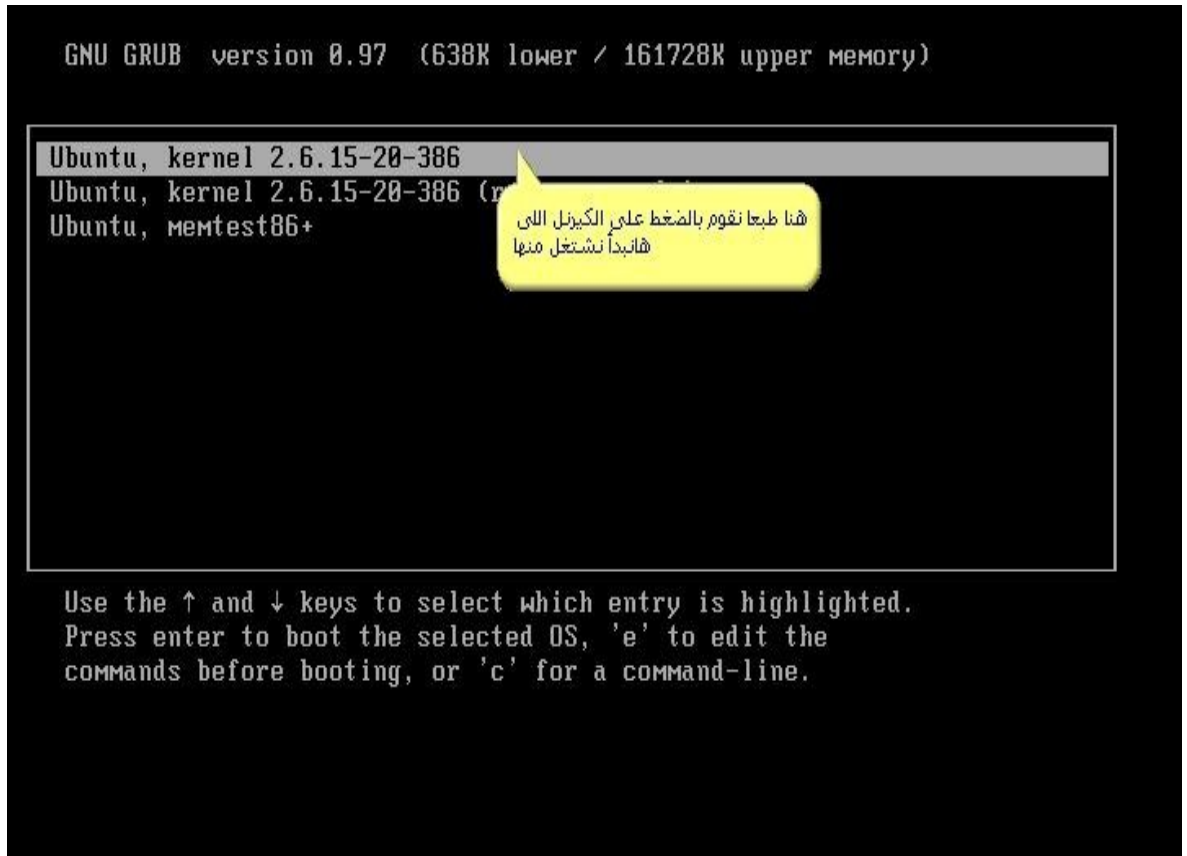 GNU GRUB version 0.97 (638K lower / 161728K upper memory)
Ubuntu, kernel 2.6.15-20-386
Ubuntu, kernel 2.6.15-20-386 (r
Ubuntu, memtest86+
هنا طبعا نقوم بالضغط على الكيرنل اللى
هانبدأ نشتغل منها
Use the ↑ and ↓ keys to select which entry is highlighted.
Press enter to boot the selected OS, 'e' to edit the
commands before booting, or 'c' for a command-line.